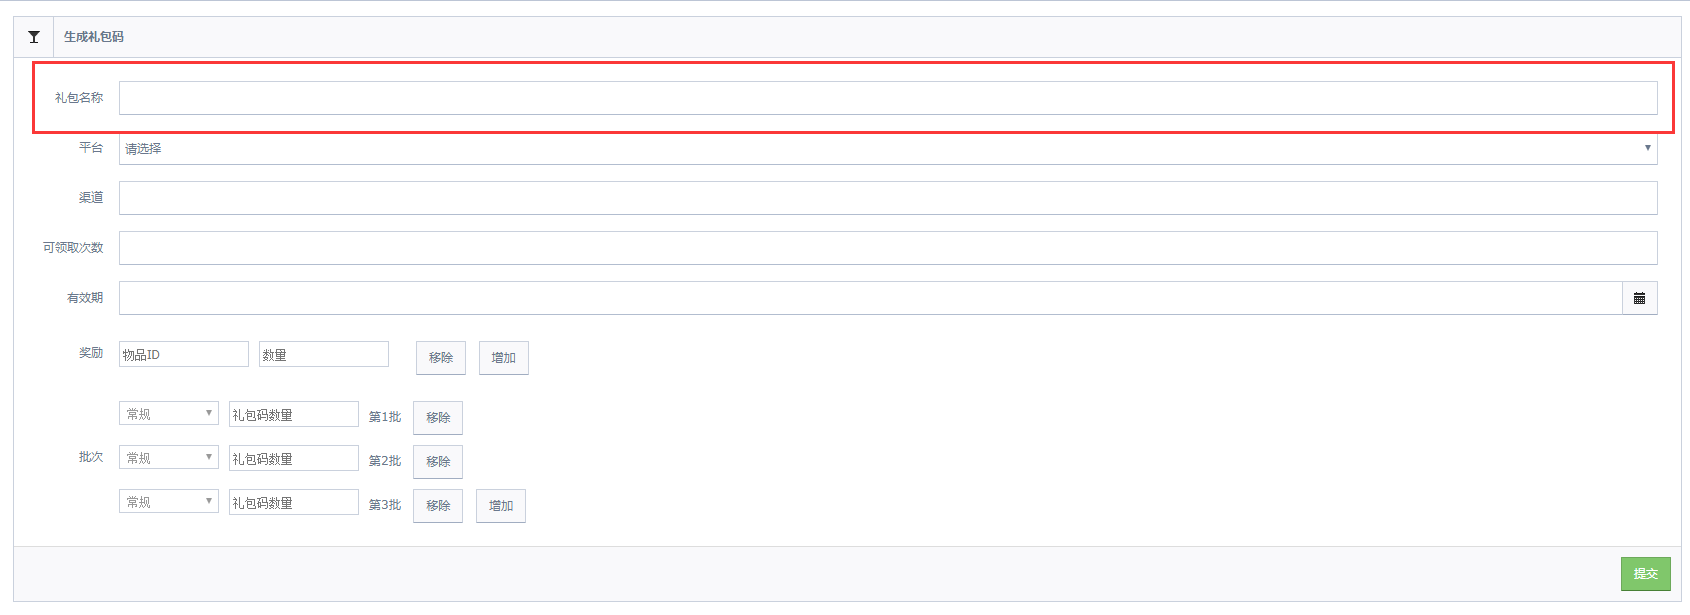 生成礼包码
礼包名称
平台 请选择
渠道
可领取次数
有效期
奖励 物品ID 数量 移除 增加
常规 礼包码数量 第1批 移除
批次 常规 礼包码数量 第2批 移除
常规 礼包码数量 第3批 移除 增加
提交